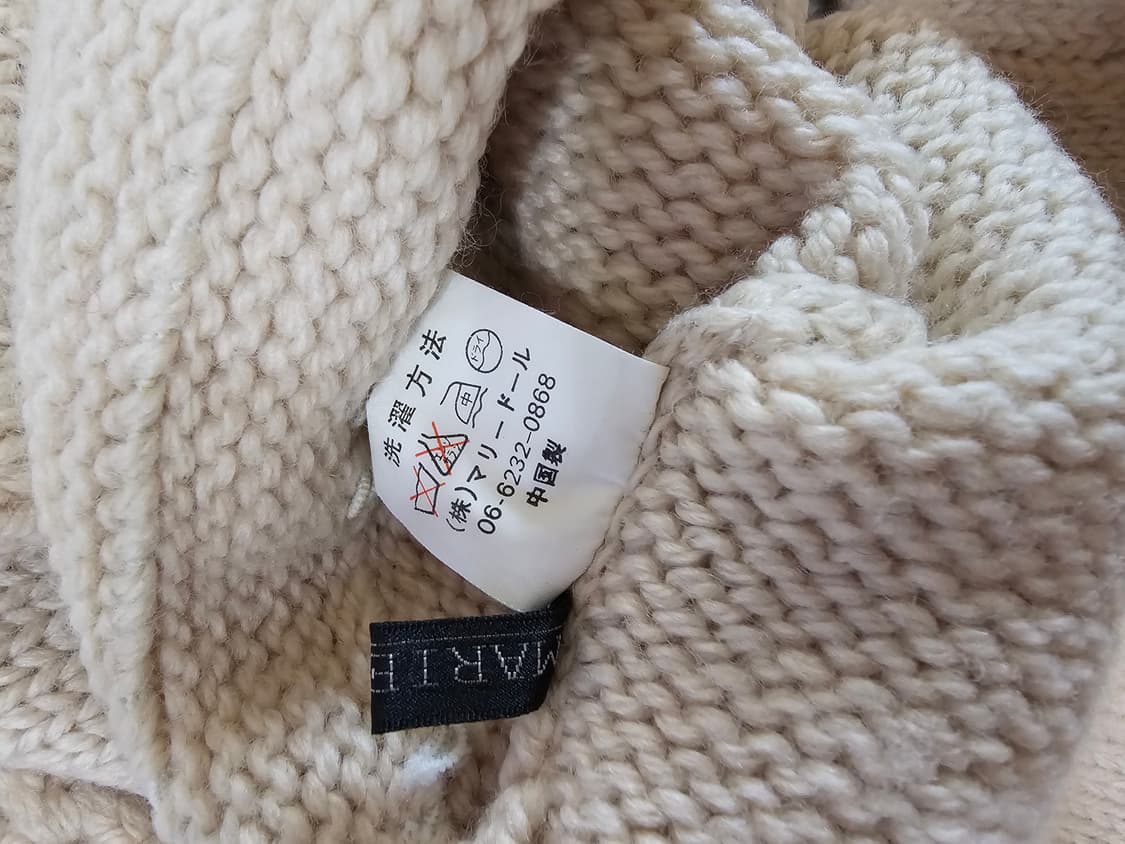 洗濯方法
ドライ
中
(株)マリードール
06-6232-0868
中国製
MARIE